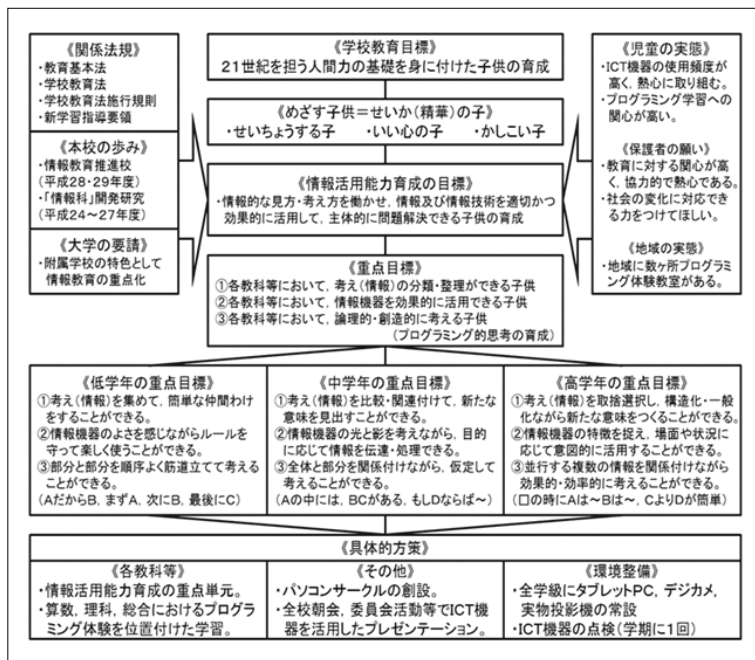 《関係法規》
・教育基本法
・学校教育法
・学校教育法施行規則
・新学習指導要領
《本校の歩み》
・情報教育推進校
(平成28・29年度)
・「情報科」開発研究
(平成24～27年度)
《大学の要請》
・附属学校の特色として
情報教育の重点化
《学校教育目標》
21世紀を担う人間力の基礎を身に付けた子供の育成
《めざす子供＝せいか(精華)の子》
・せいちょうする子 ・いい心の子 ・かしこい子
《情報活用能力育成の目標》
・情報的な見方・考え方を働かせ，情報及び情報技術を適切かつ
効果的に活用して，主体的に問題解決できる子供の育成
《重点目標》
①各教科等において，考え(情報)の分類・整理ができる子供
②各教科等において，情報機器を効果的に活用できる子供
③各教科等において，論理的・創造的に考える子供
(プログラミング的思考の育成)
《児童の実態》
・ICT機器の使用頻度が
高く，熱心に取り組む。
・プログラミング学習への
関心が高い。
《保護者の願い》
・教育に対する関心が高
く，協力的で熱心である。
・社会の変化に対応でき
る力をつけてほしい。
《地域の実態》
・地域に数ヶ所プログラミ
ング体験教室がある。
《低学年の重点目標》
①考え(情報)を集めて，簡単な仲間わけ
をすることができる。
②情報機器のよさを感じながらルールを
守って楽しく使うことができる。
③部分と部分を順序よく筋道立てて考える
ことができる。
(AだからB，まずA，次にB，最後にC)
《中学年の重点目標》
①考え(情報)を比較・関連付けて，新たな
意味を見出すことができる。
②情報機器の光と影を考えながら，目的
に応じて情報を伝達・処理できる。
③全体と部分を関係付けながら，仮定して
考えることができる。
(Aの中には，BCがある，もしDならば～)
《高学年の重点目標》
①考え(情報)を取捨選択し，構造化・一般
化ながら新たな意味をつくることができる。
②情報機器の特徴を捉え，場面や状況に
応じて意図的に活用することができる。
③並行する複数の情報を関係付けながら
効果的・効率的に考えることができる。
(□の時にAは～Bは～，CよりDが簡単)
《具体的方策》
《各教科等》
・情報活用能力育成の重点単元。
・算数，理科，総合におけるプログラ
ミング体験を位置付けた学習。
《その他》
・パソコンサークルの創設。
・全校朝会，委員会活動等でICT機
器を活用したプレゼンテーション。
《環境整備》
・全学級にタブレットPC，デジカメ，
実物投影機の常設
・ICT機器の点検(学期に1回)